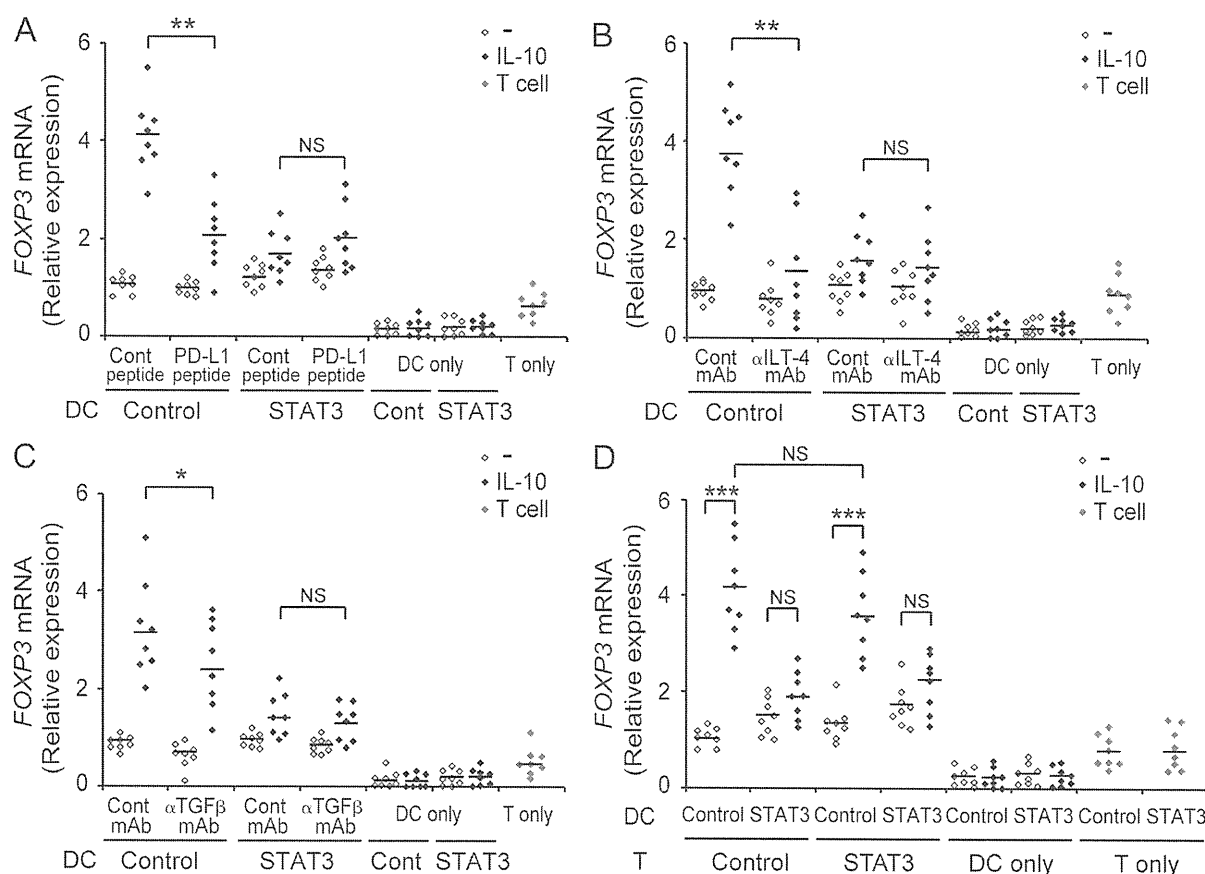 A
**
6
4
2
0
FOXP3 mRNA
(Relative expression)
-
IL-10
T cell
NS
Cont peptide
PD-L1 peptide
Cont peptide
PD-L1 peptide
DC only
T only
DC Control STAT3 Cont STAT3
B
**
6
4
2
0
FOXP3 mRNA
(Relative expression)
-
IL-10
T cell
NS
Cont mAb
αILT-4 mAb
Cont mAb
αILT-4 mAb
DC only
T only
DC Control STAT3 Cont STAT3
C
*
6
4
2
0
FOXP3 mRNA
(Relative expression)
-
IL-10
T cell
NS
Cont mAb
αTGFβ mAb
Cont mAb
αTGFβ mAb
DC only
T only
DC Control STAT3 Cont STAT3
D
NS
***
***
NS
NS
6
4
2
0
FOXP3 mRNA
(Relative expression)
-
IL-10
T cell
DC Control STAT3 Control STAT3 Control STAT3 Control STAT3
T Control STAT3 DC only T only